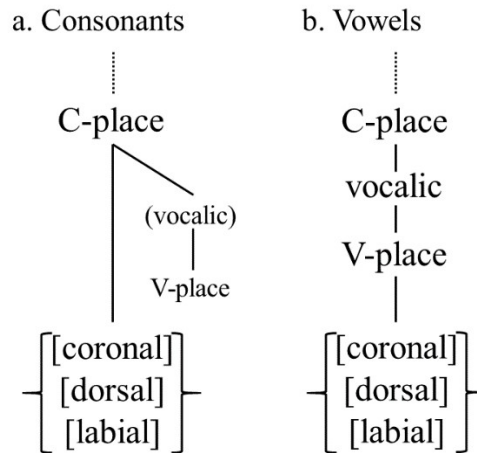 a. Consonants
C-place
(vocalic)
V-place
[coronal]
[dorsal]
[labial]
b. Vowels
C-place
vocalic
V-place
[coronal]
[dorsal]
[labial]